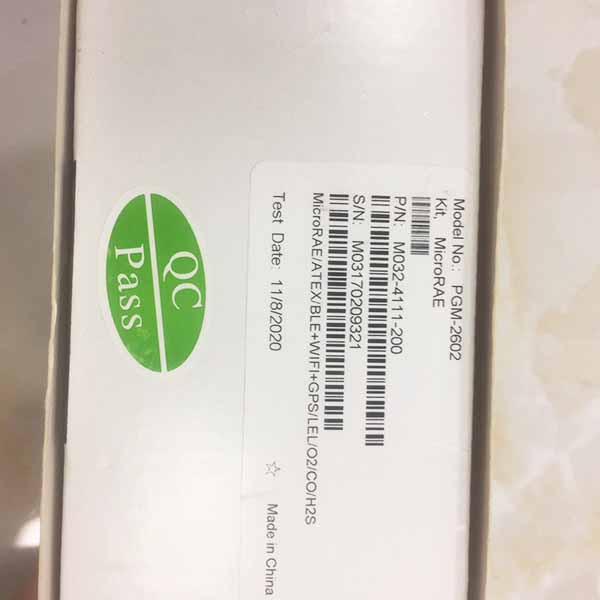 Model No.: PGM-2602
Kit, MicroRAE
P/N: M032-4111-200
S/N: M03170209321
MicroRAE/ATEX/BLE+WIFI+GPS/LEL/O2/CO/H2S
Test Date: 11/8/2020
☆ Made in China
QC
Pass